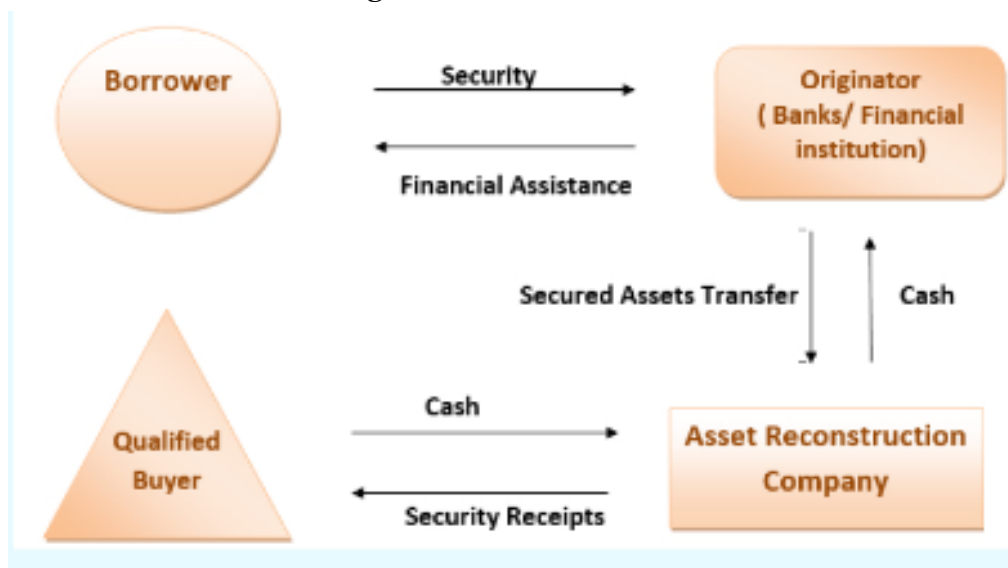 Borrower
Security
Financial Assistance
Originator
( Banks/ Financial
institution)
Secured Assets Transfer
Cash
Qualified
Buyer
Cash
Security Receipts
Asset Reconstruction
Company